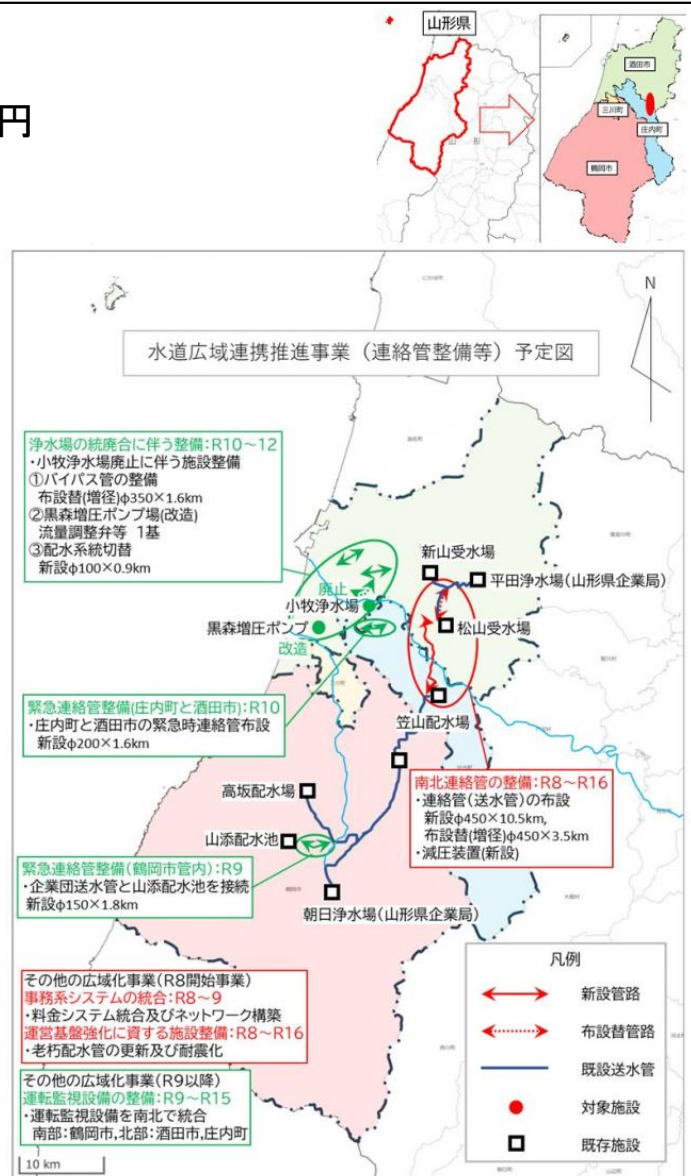 円
山形県
山 形
酒田市
三川町
庄内町
鶴岡市
水道広域連携推進事業（連絡管整備等）予定図
N
浄水場の統廃合に伴う整備:R10～12
・小牧浄水場廃止に伴う施設整備
①バイパス管の整備
布設替(増径)φ350×1.6km
②黒森増圧ポンプ場(改造)
流量調整弁等 1基
③配水系統切替
新設φ100×0.9km
新山受水場
平田浄水場(山形県企業局)
廃止
小牧浄水場
松山受水場
黒森増圧ポンプ
改造
緊急連絡管整備(庄内町と酒田市):R10
・庄内町と酒田市の緊急時連絡管布設
新設φ200×1.6km
笠山配水場
高坂配水場
南北連絡管の整備:R8～R16
・連絡管(送水管)の布設
新設φ450×10.5km,
布設替(増径)φ450×3.5km
・減圧装置(新設)
山添配水池
緊急連絡管整備(鶴岡市管内):R9
・企業団送水管と山添配水池を接続
新設φ150×1.8km
朝日浄水場(山形県企業局)
その他の広域化事業(R8開始事業)
事務系システムの統合:R8～9
・料金システム統合及びネットワーク構築
運営基盤強化に資する施設整備:R8～R16
・老朽配水管の更新及び耐震化
その他の広域化事業(R9以降)
運転監視設備の整備:R9～R15
・運転監視設備を南北で統合
南部:鶴岡市,北部:酒田市,庄内町
凡例
新設管路
布設替管路
既設送水管
対象施設
既存施設
10 km